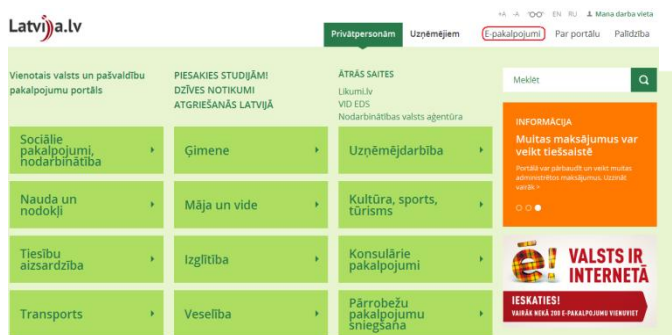 +A -A EN RU Mana darba vieta
Latvija.lv
Privātpersonām Uzņēmējiem E-pakalpojumi Par portālu Palīdzība
Vienotais valsts un pašvaldību
pakalpojumu portāls
PIESAKIES STUDIJĀM!
DZĪVES NOTIKUMI
ATGRIEŠANĀS LATVIJĀ
ĀTRĀS SAITES
Likumi.lv
VID EDS
Nodarbinātības valsts aģentūra
Meklēt
Sociālie
pakalpojumi,
nodarbinātība
Ģimene
Uzņēmējdarbība
Nauda un
nodokļi
Māja un vide
Kultūra, sports,
tūrisms
Tiesību
aizsardzība
Izglītība
Konsulārie
pakalpojumi
Transports
Veselība
Pārrobežu
pakalpojumu
sniegšana
INFORMĀCIJA
Muitas maksājumus var
veikt tiešsaistē
Portālā var pārbaudīt un veikt muitas
administrētos maksājumus. Uzzināt
vairāk >
ē! VALSTS IR
INTERNETĀ
IESKATIES!
VAIRĀK NEKĀ 200 E-PAKALPOJUMU VIENUVIET